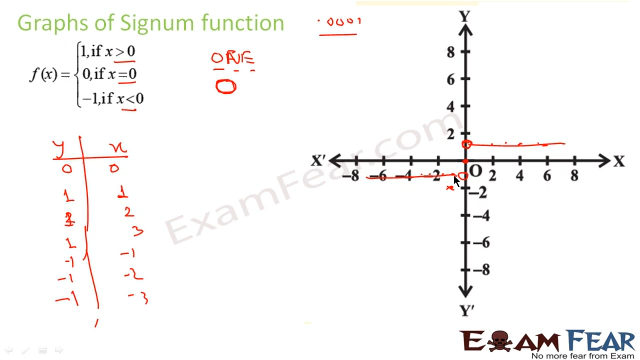 Graphs of Signum function
f(x) = { 1, if x > 0
0, if x = 0
−1, if x < 0
ONE
O
.0001
y x
0 0
1 1
1 2
1 3
-1 -1
-1 -2
-1 -3
Y
8
6
4
2
X′ −8 −6 −4 −2 O 2 4 6 8 X
−2
−4
−6
−8
Y′
ExamFear.com
EXAM FEAR
No more fear from Exam